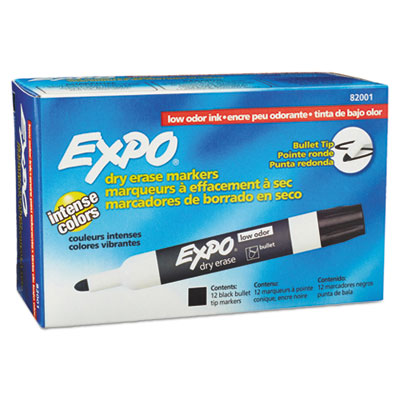 82001
low odor ink • encre peu odorante • tinta de bajo olor
EXPO®
Bullet Tip
Pointe ronde
Punta redonda
dry erase markers
marqueurs à effacement à sec
marcadores de borrado en seco
intense colors
couleurs intenses
colores vibrantes
EXPO low odor
dry erase bullet
Contents:
12 black bullet
tip markers
Contenu:
12 marqueurs à pointe
conique, encre noire
Contenido:
12 marcadores negros
punta de bala
82001